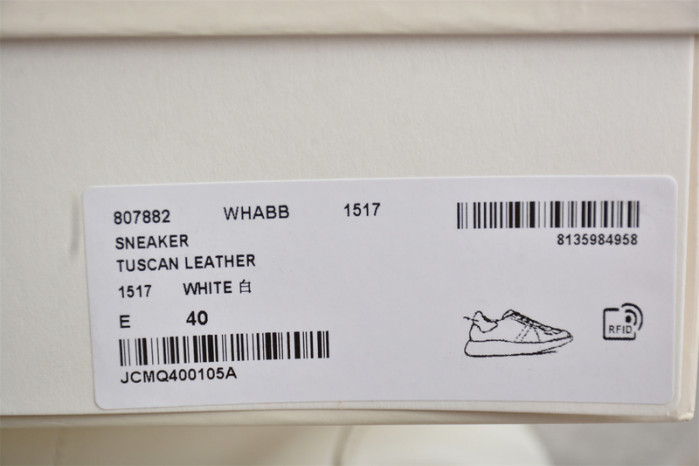 807882 WHABB 1517
8135984958
SNEAKER
TUSCAN LEATHER
1517 WHITE 白
E 40
JCMQ400105A
RFID